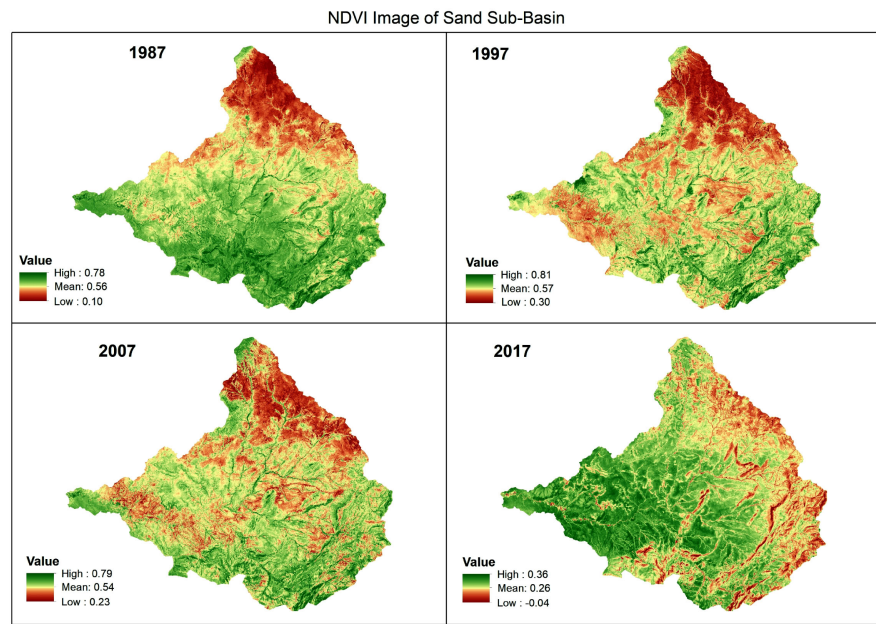 NDVI Image of Sand Sub-Basin
1987
Value
High : 0.78
Mean: 0.56
Low : 0.10
1997
Value
High : 0.81
Mean: 0.57
Low : 0.30
2007
Value
High : 0.79
Mean: 0.54
Low : 0.23
2017
Value
High : 0.36
Mean: 0.26
Low : -0.04